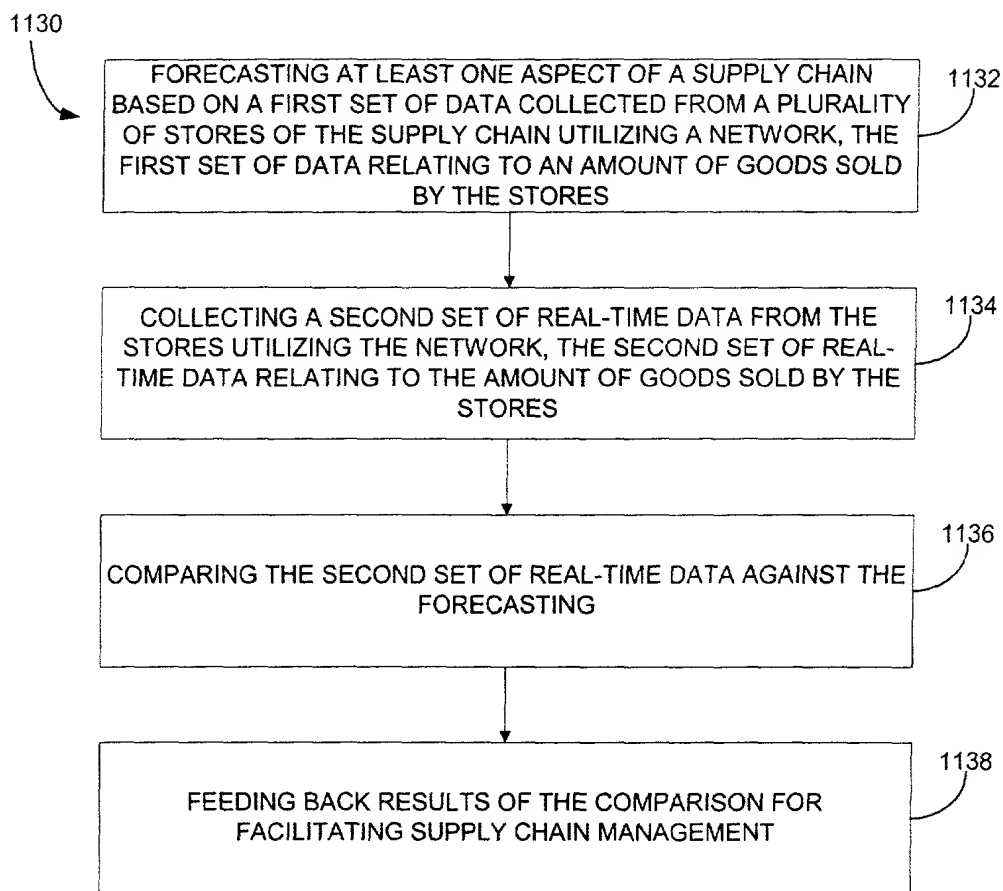 1130
FORECASTING AT LEAST ONE ASPECT OF A SUPPLY CHAIN
BASED ON A FIRST SET OF DATA COLLECTED FROM A PLURALITY
OF STORES OF THE SUPPLY CHAIN UTILIZING A NETWORK, THE
FIRST SET OF DATA RELATING TO AN AMOUNT OF GOODS SOLD
BY THE STORES
1132
COLLECTING A SECOND SET OF REAL-TIME DATA FROM THE
STORES UTILIZING THE NETWORK, THE SECOND SET OF REAL-
TIME DATA RELATING TO THE AMOUNT OF GOODS SOLD BY THE
STORES
1134
COMPARING THE SECOND SET OF REAL-TIME DATA AGAINST THE
FORECASTING
1136
FEEDING BACK RESULTS OF THE COMPARISON FOR
FACILITATING SUPPLY CHAIN MANAGEMENT
1138